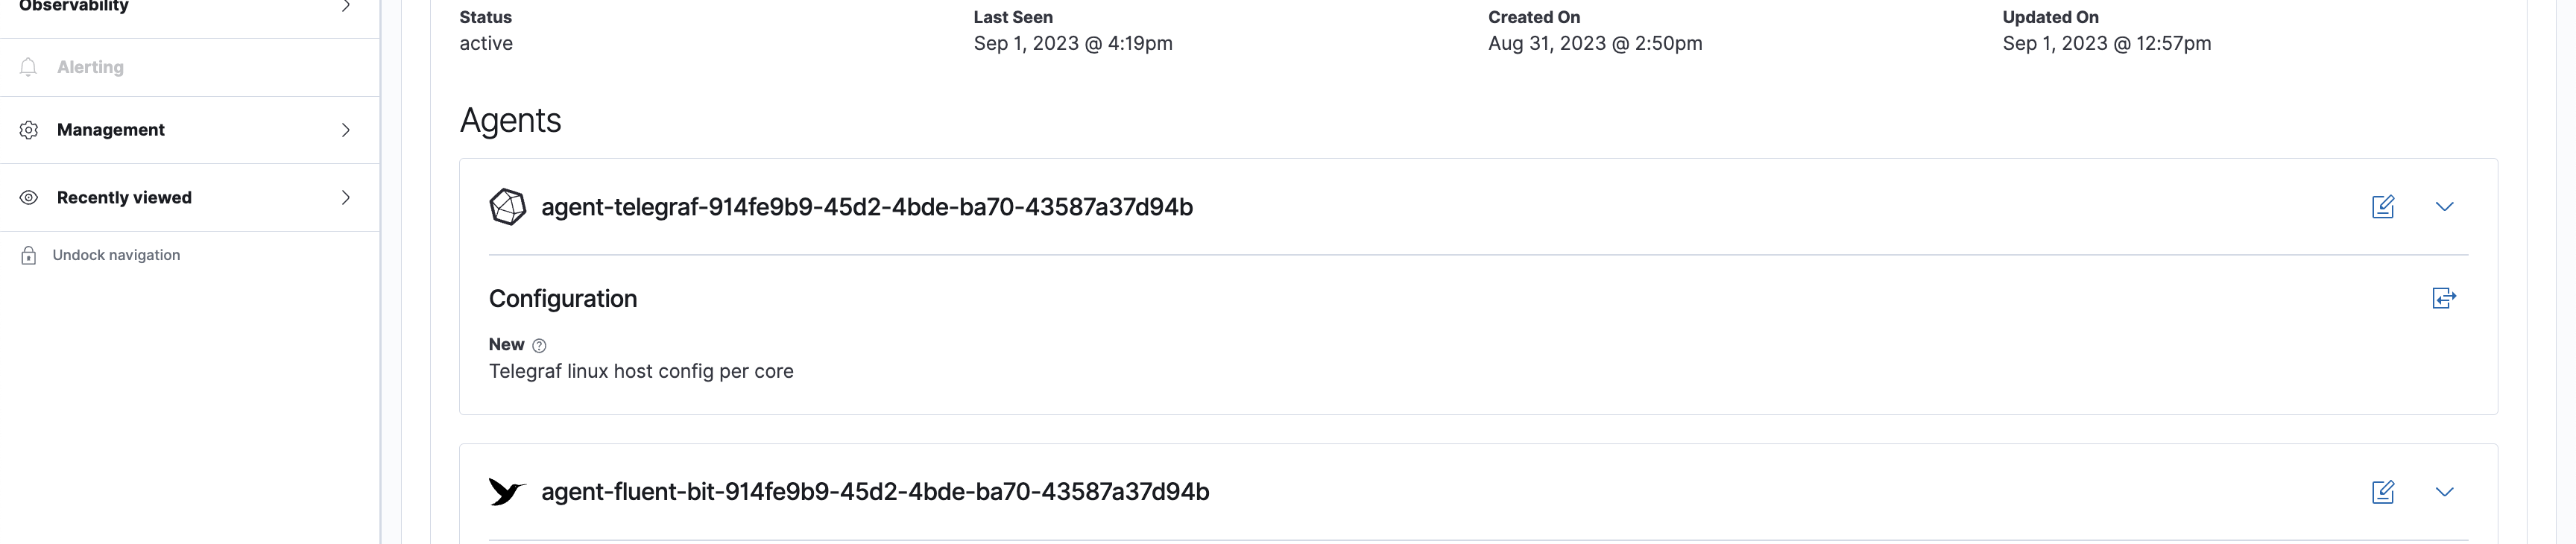 Observability
Alerting
Management
Recently viewed
Undock navigation
Status
active
Last Seen
Sep 1, 2023 @ 4:19pm
Created On
Aug 31, 2023 @ 2:50pm
Updated On
Sep 1, 2023 @ 12:57pm
Agents
agent-telegraf-914fe9b9-45d2-4bde-ba70-43587a37d94b
Configuration
New
Telegraf linux host config per core
agent-fluent-bit-914fe9b9-45d2-4bde-ba70-43587a37d94b